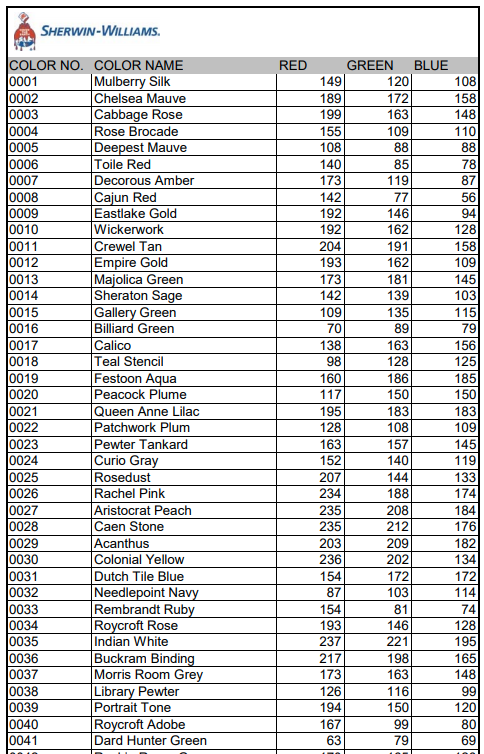 SHERWIN-WILLIAMS.
COLOR NO. COLOR NAME RED GREEN BLUE
0001 Mulberry Silk 149 120 108
0002 Chelsea Mauve 189 172 158
0003 Cabbage Rose 199 163 148
0004 Rose Brocade 155 109 110
0005 Deepest Mauve 108 88 88
0006 Toile Red 140 85 78
0007 Decorous Amber 173 119 87
0008 Cajun Red 142 77 56
0009 Eastlake Gold 192 146 94
0010 Wickerwork 192 162 128
0011 Crewel Tan 204 191 158
0012 Empire Gold 193 162 109
0013 Majolica Green 173 181 145
0014 Sheraton Sage 142 139 103
0015 Gallery Green 109 135 115
0016 Billiard Green 70 89 79
0017 Calico 138 163 156
0018 Teal Stencil 98 128 125
0019 Festoon Aqua 160 186 185
0020 Peacock Plume 117 150 150
0021 Queen Anne Lilac 195 183 183
0022 Patchwork Plum 128 108 109
0023 Pewter Tankard 163 157 145
0024 Curio Gray 152 140 119
0025 Rosedust 207 144 133
0026 Rachel Pink 234 188 174
0027 Aristocrat Peach 235 208 184
0028 Caen Stone 235 212 176
0029 Acanthus 203 209 182
0030 Colonial Yellow 236 202 134
0031 Dutch Tile Blue 154 172 172
0032 Needlepoint Navy 87 103 114
0033 Rembrandt Ruby 154 81 74
0034 Roycroft Rose 193 146 128
0035 Indian White 237 221 195
0036 Buckram Binding 217 198 165
0037 Morris Room Grey 173 163 148
0038 Library Pewter 126 116 99
0039 Portrait Tone 194 150 120
0040 Roycroft Adobe 167 99 80
0041 Dard Hunter Green 63 79 69